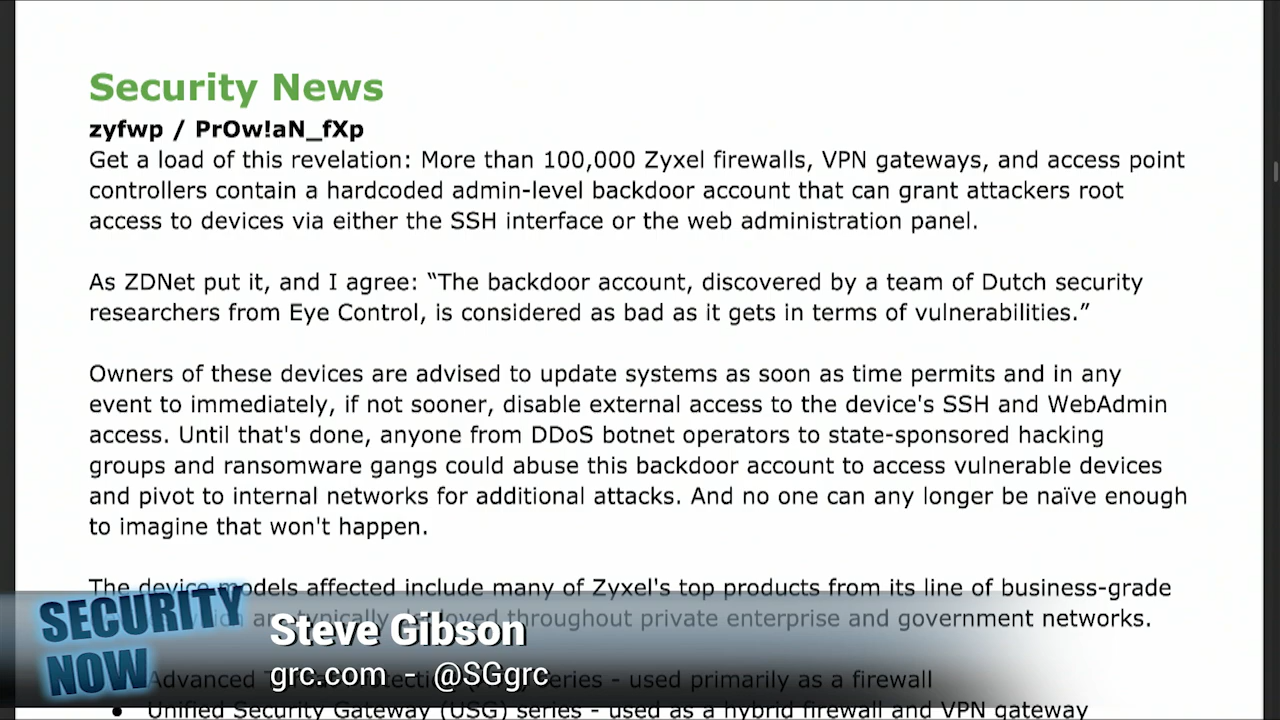 Security News
zyfwp / PrOw!aN_fXp
Get a load of this revelation: More than 100,000 Zyxel firewalls, VPN gateways, and access point
controllers contain a hardcoded admin-level backdoor account that can grant attackers root
access to devices via either the SSH interface or the web administration panel.
As ZDNet put it, and I agree: “The backdoor account, discovered by a team of Dutch security
researchers from Eye Control, is considered as bad as it gets in terms of vulnerabilities.”
Owners of these devices are advised to update systems as soon as time permits and in any
event to immediately, if not sooner, disable external access to the device's SSH and WebAdmin
access. Until that's done, anyone from DDoS botnet operators to state-sponsored hacking
groups and ransomware gangs could abuse this backdoor account to access vulnerable devices
and pivot to internal networks for additional attacks. And no one can any longer be naïve enough
to imagine that won't happen.
The device models affected include many of Zyxel's top products from its line of business-grade
typically deployed throughout private enterprise and government networks.
Advanced series - used primarily as a firewall
• Unified Security Gateway (USG) series - used as a hybrid firewall and VPN gateway
SECURITY
NOW
Steve Gibson
grc.com - @SGgrc